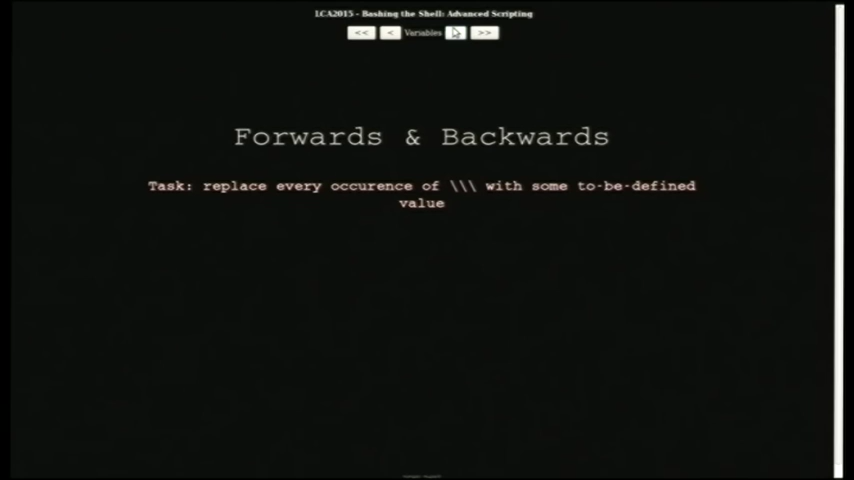 LCA2015 - Bashing the Shell: Advanced Scripting
<< < Variables >>
Forwards & Backwards
Task: replace every occurence of \\\ with some to-be-defined
value